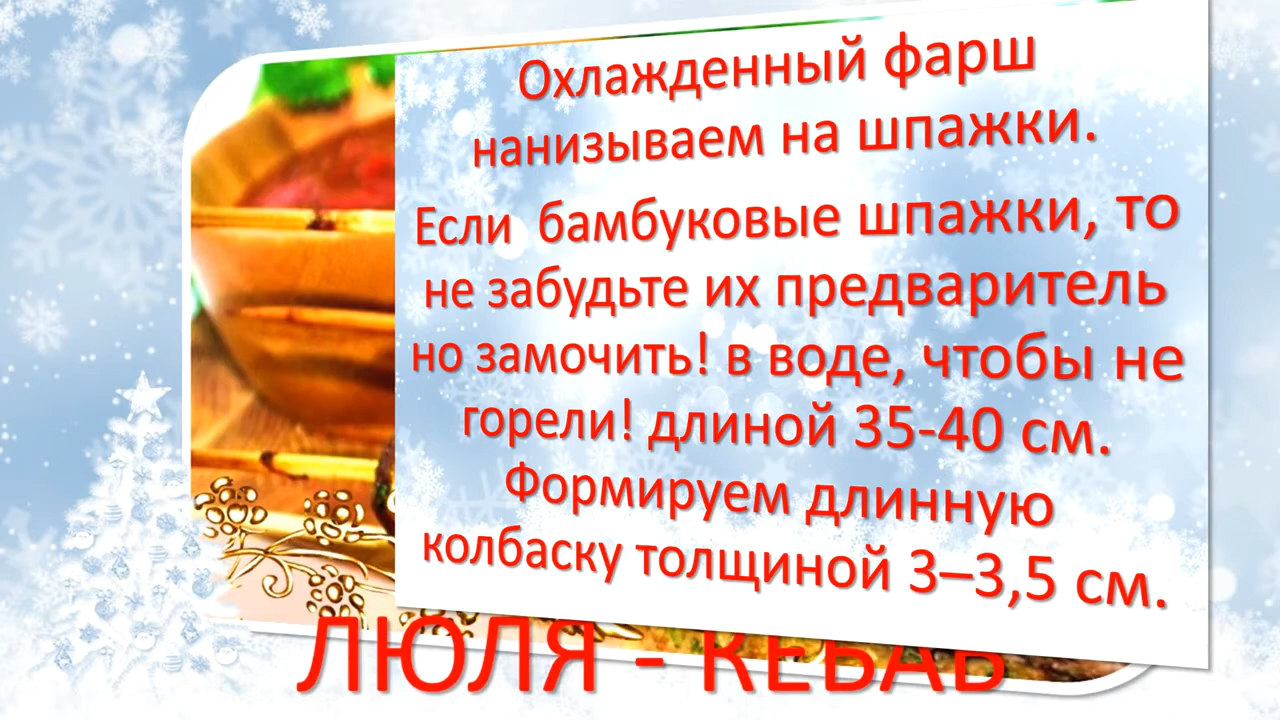 Охлажденный фарш
нанизываем на шпажки.
Если бамбуковые шпажки, то
не забудьте их предваритель
но замочить! в воде, чтобы не
горели! длиной 35-40 см.
Формируем длинную
колбаску толщиной 3–3,5 см.
ЛЮЛЯ - КЕБАБ